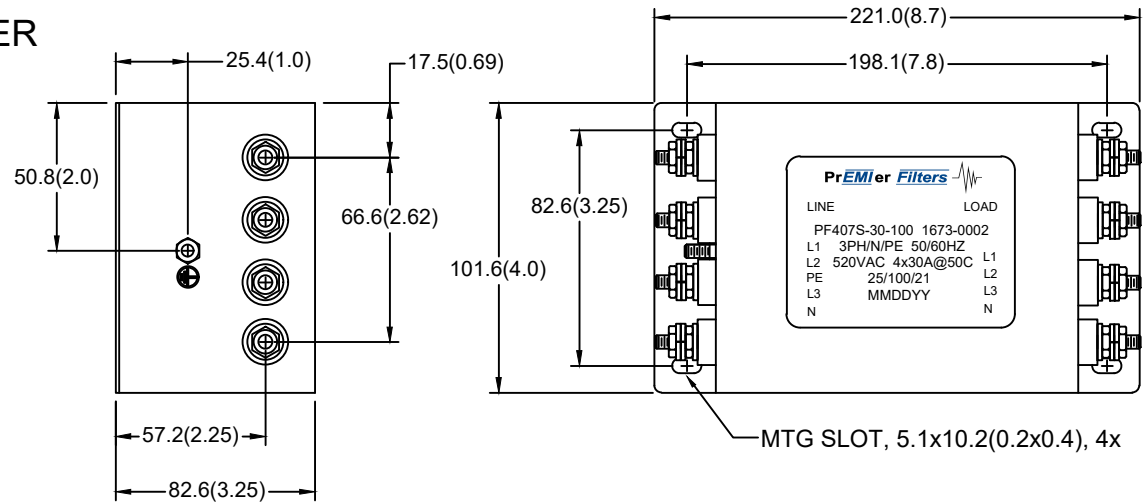 ER
25.4(1.0)
17.5(0.69)
50.8(2.0)
66.6(2.62)
57.2(2.25)
82.6(3.25)
221.0(8.7)
198.1(7.8)
82.6(3.25)
101.6(4.0)
PrEMIer Filters
LINE LOAD
PF407S-30-100 1673-0002
L1 3PH/N/PE 50/60HZ
L2 520VAC 4x30A@50C L1
PE 25/100/21 L2
L3 MMDDYY L3
N N
MTG SLOT, 5.1x10.2(0.2x0.4), 4x